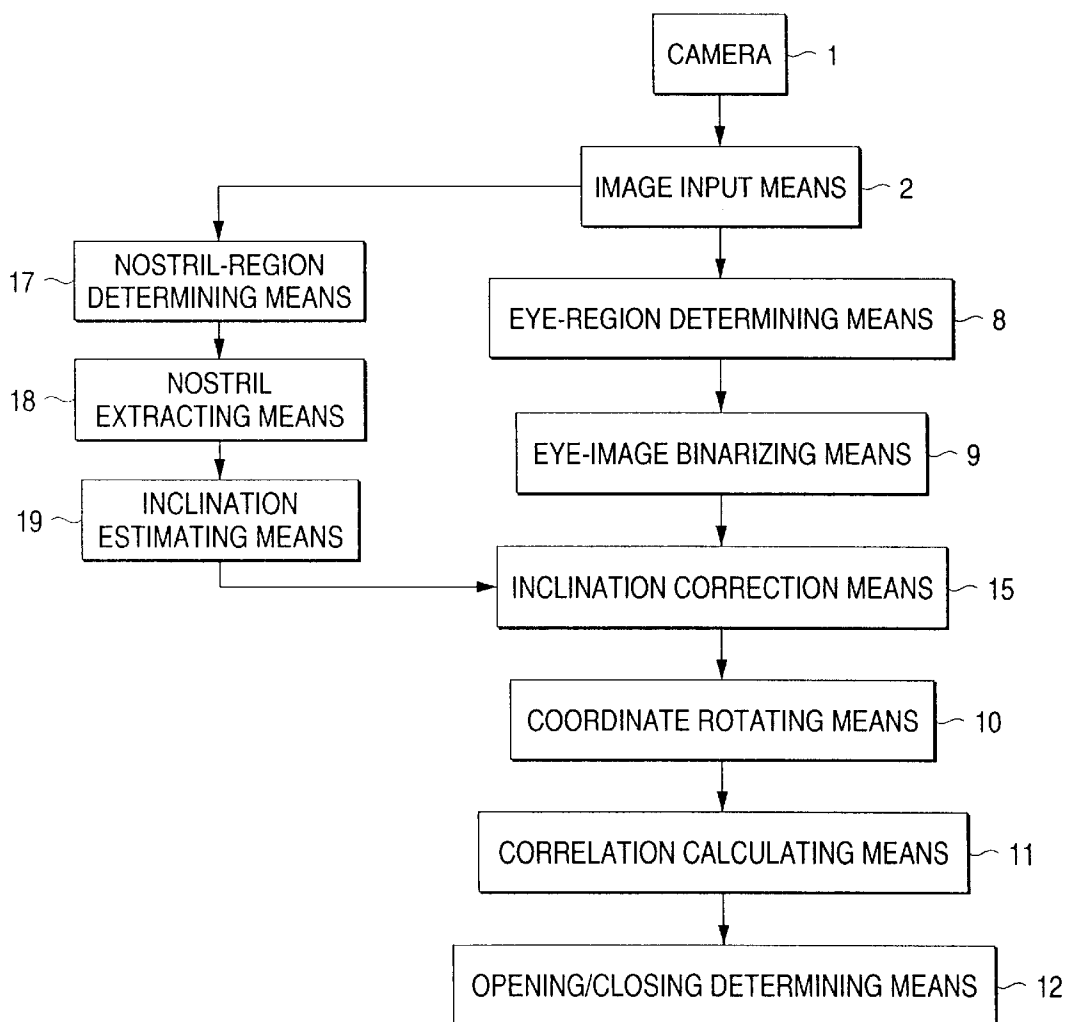 CAMERA 1
IMAGE INPUT MEANS 2
17 NOSTRIL-REGION
DETERMINING MEANS
EYE-REGION DETERMINING MEANS 8
18 NOSTRIL
EXTRACTING MEANS
EYE-IMAGE BINARIZING MEANS 9
19 INCLINATION
ESTIMATING MEANS
INCLINATION CORRECTION MEANS 15
COORDINATE ROTATING MEANS 10
CORRELATION CALCULATING MEANS 11
OPENING/CLOSING DETERMINING MEANS 12